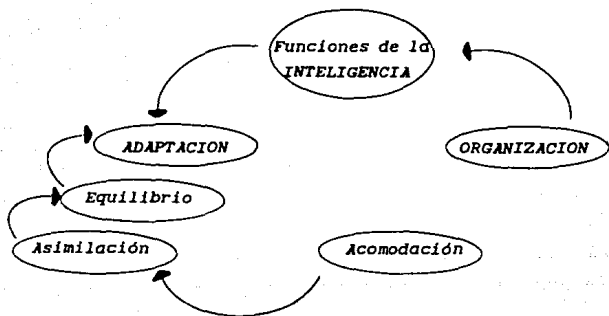 Funciones de la
INTELIGENCIA
ADAPTACION
ORGANIZACION
Equilibrio
Asimilación
Acomodación